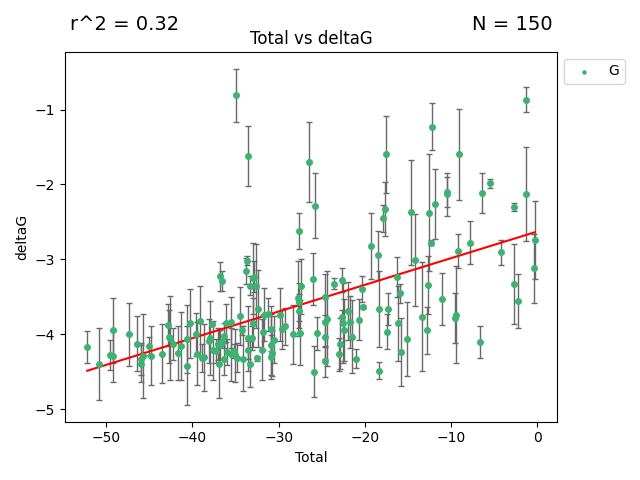 r^2 = 0.32
N = 150
Total vs deltaG
G
−1
−2
−3
−4
−5
deltaG
−50
−40
−30
−20
−10
0
Total